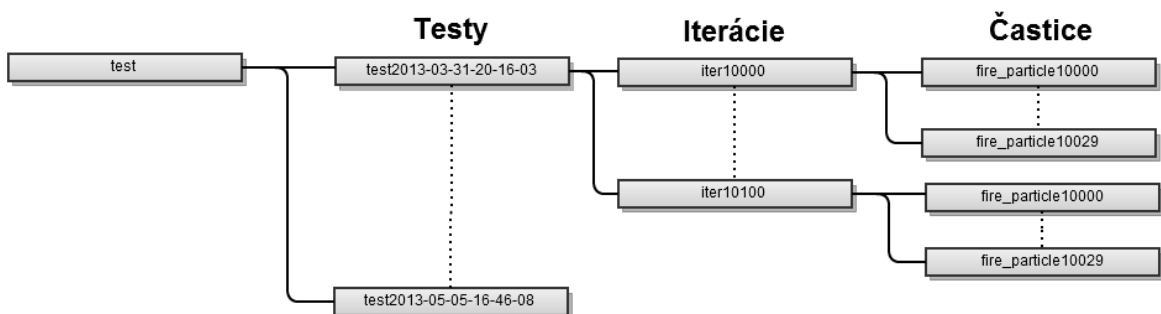 Testy
Iterácie
Častice
test
test2013-03-31-20-16-03
iter10000
fire_particle10000
fire_particle10029
iter10100
fire_particle10000
fire_particle10029
test2013-05-05-16-46-08